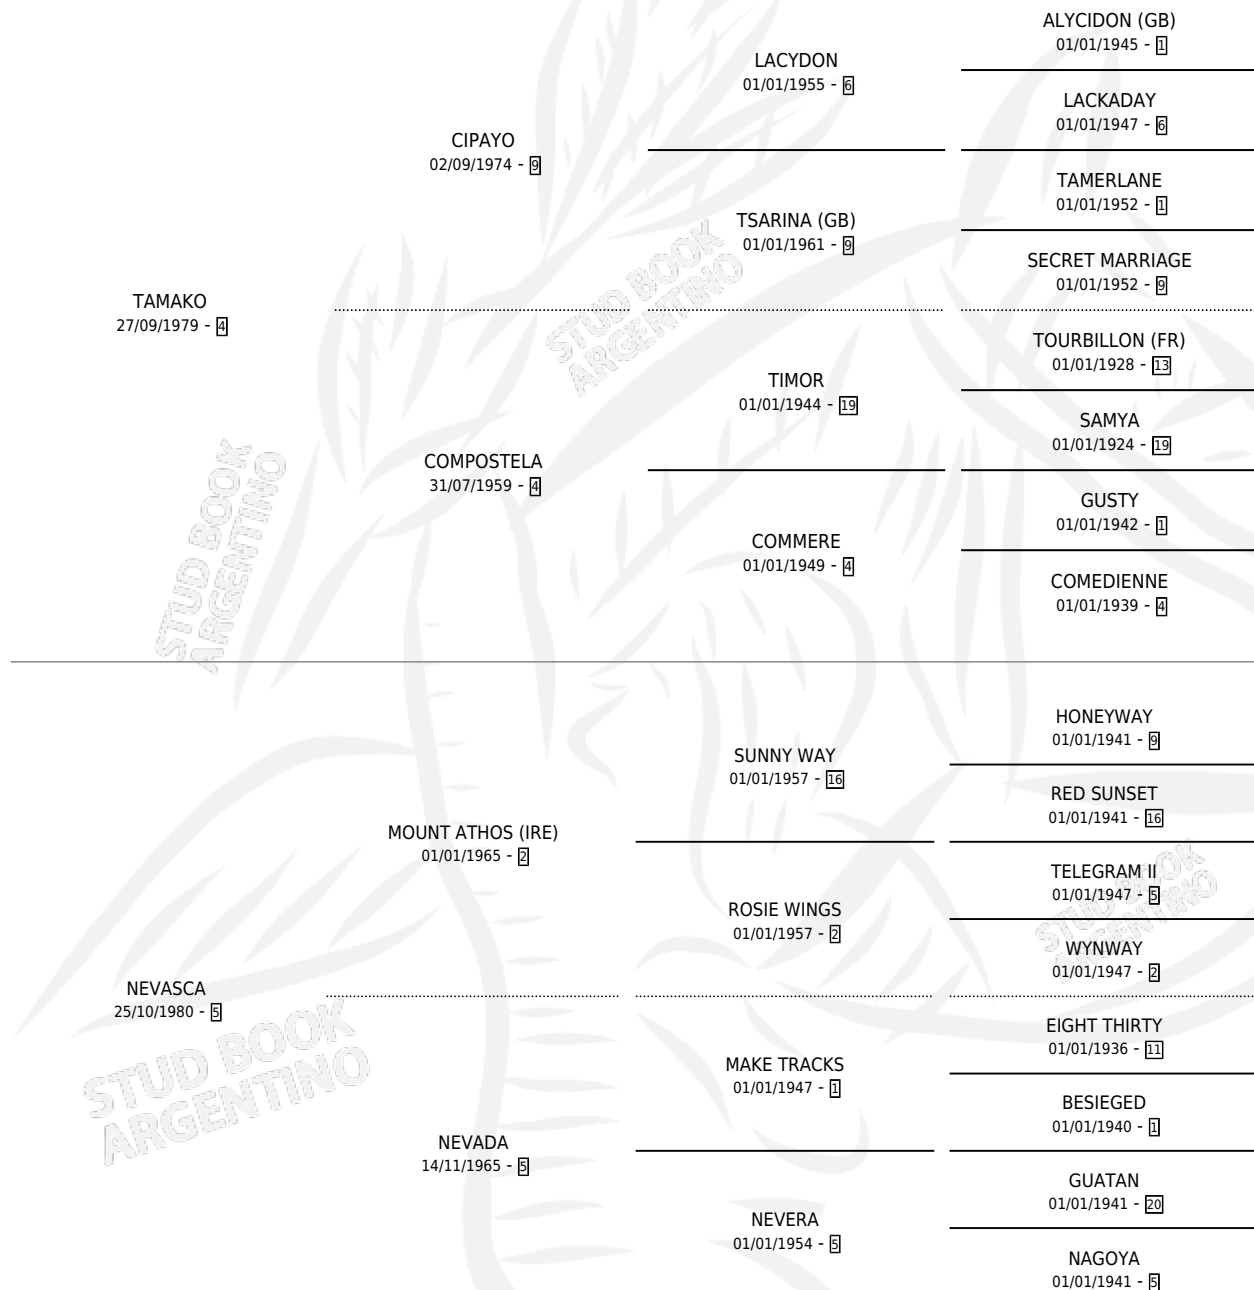 ALYCIDON (GB)
01/01/1945 - 1
LACYDON
01/01/1955 - 6
LACKADAY
01/01/1947 - 6
CIPAYO
02/09/1974 - 9
TAMERLANE
01/01/1952 - 1
TSARINA (GB)
01/01/1961 - 9
SECRET MARRIAGE
01/01/1952 - 9
TAMAKO
27/09/1979 - 4
STUD BOOK
ARGENTINO
TOURBILLON (FR)
01/01/1928 - 13
TIMOR
01/01/1944 - 19
SAMYA
01/01/1924 - 19
COMPOSTELA
31/07/1959 - 4
GUSTY
01/01/1942 - 1
COMMERE
01/01/1949 - 4
COMEDIENNE
01/01/1939 - 4
STUD BOOK
ARGENTINO
HONEYWAY
01/01/1941 - 9
SUNNY WAY
01/01/1957 - 16
RED SUNSET
01/01/1941 - 16
MOUNT ATHOS (IRE)
01/01/1965 - 2
TELEGRAM II
01/01/1947 - 5
ROSIE WINGS
01/01/1957 - 2
STUD BOOK
ARGENTINO
WYNWAY
01/01/1947 - 2
NEVASCA
25/10/1980 - 5
EIGHT THIRTY
01/01/1936 - 11
MAKE TRACKS
01/01/1947 - 1
STUD BOOK
ARGENTINO
BESIEGED
01/01/1940 - 1
NEVADA
14/11/1965 - 5
GUATAN
01/01/1941 - 20
NEVERA
01/01/1954 - 5
NAGOYA
01/01/1941 - 5